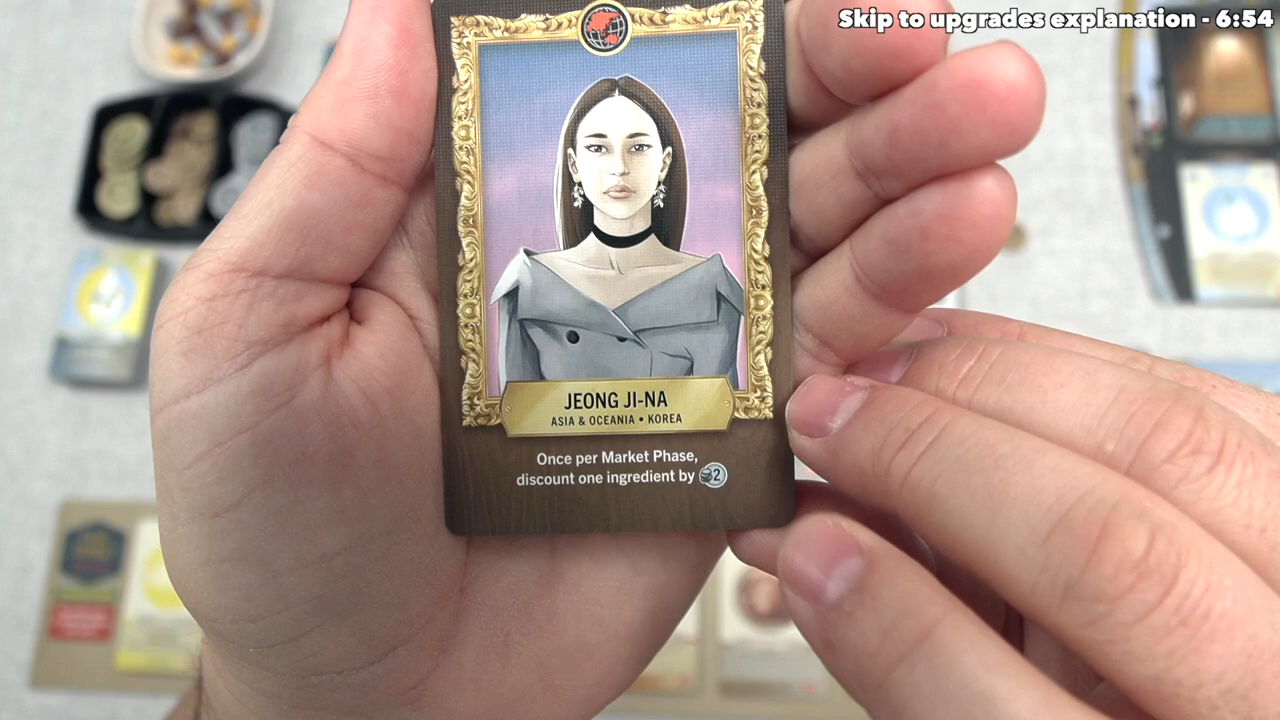 Skip to upgrades explanation - 6:54
JEONG JI-NA
ASIA & OCEANIA • KOREA
Once per Market Phase,
discount one ingredient by 2